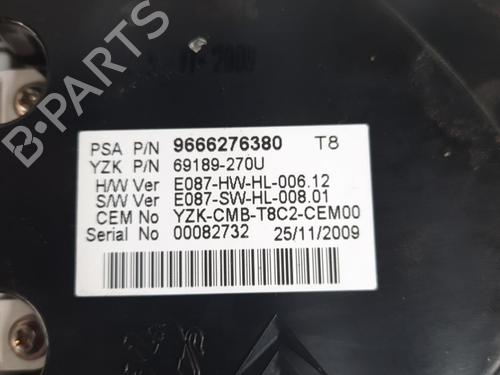 PSA P/N 9666276380 T8
YZK P/N 69189-270U
H/W Ver E087-HW-HL-006.12
S/W Ver E087-SW-HL-008.01
CEM No YZK-CMB-T8C2-CEM00
Serial No 00082732 25/11/2009
B-PARTS